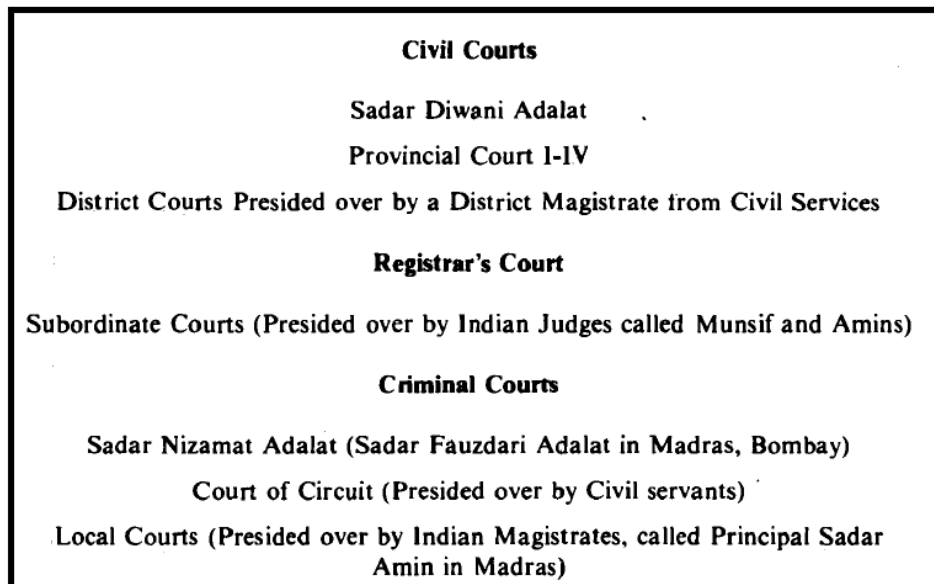 Civil Courts
Sadar Diwani Adalat
Provincial Court I-IV
District Courts Presided over by a District Magistrate from Civil Services
Registrar's Court
Subordinate Courts (Presided over by Indian Judges called Munsif and Amins)
Criminal Courts
Sadar Nizamat Adalat (Sadar Fauzdari Adalat in Madras, Bombay)
Court of Circuit (Presided over by Civil servants)
Local Courts (Presided over by Indian Magistrates, called Principal Sadar
Amin in Madras)